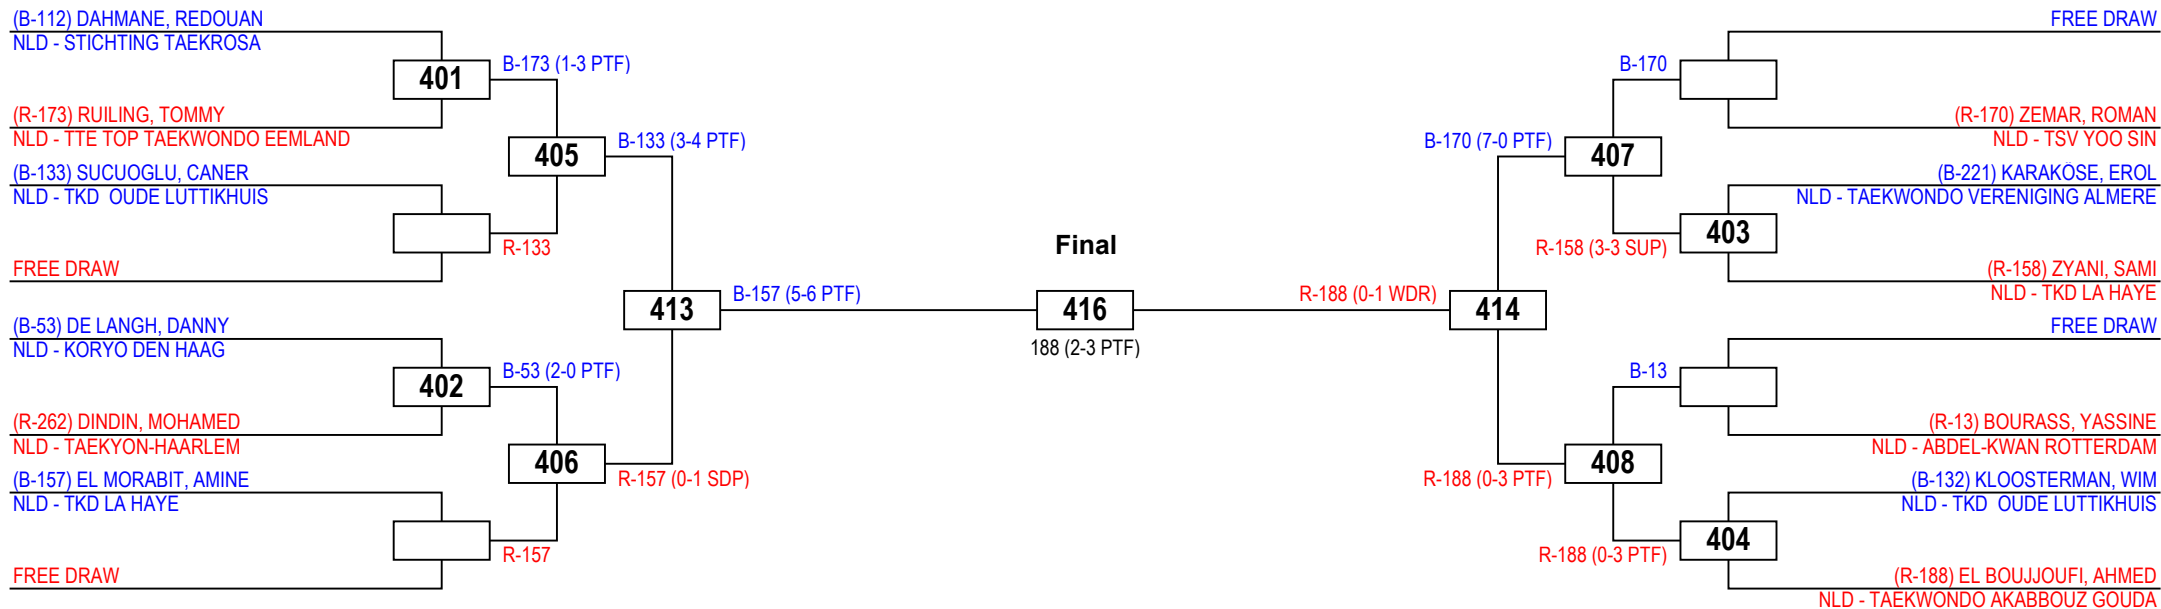 (B-112) DAHMANE, REDOUAN
NLD - STICHTING TAEKROSA
401
B-173 (1-3 PTF)
(R-173) RUILING, TOMMY
NLD - TTE TOP TAEKWONDO EEMLAND
405
B-133 (3-4 PTF)
(B-133) SUCUOGLU, CANER
NLD - TKD  OUDE LUTTIKHUIS
R-133
FREE DRAW
413
B-157 (5-6 PTF)
(B-53) DE LANGH, DANNY
NLD - KORYO DEN HAAG
402
B-53 (2-0 PTF)
(R-262) DINDIN, MOHAMED
NLD - TAEKYON-HAARLEM
406
R-157 (0-1 SDP)
(B-157) EL MORABIT, AMINE
NLD - TKD LA HAYE
R-157
FREE DRAW
Final
416
188 (2-3 PTF)
FREE DRAW
B-170
(R-170) ZEMAR, ROMAN
NLD - TSV YOO SIN
B-170 (7-0 PTF)
407
(B-221) KARAKÖSE, EROL
NLD - TAEKWONDO VERENIGING ALMERE
403
R-158 (3-3 SUP)
(R-158) ZYANI, SAMI
NLD - TKD LA HAYE
R-188 (0-1 WDR)
414
FREE DRAW
B-13
(R-13) BOURASS, YASSINE
NLD - ABDEL-KWAN ROTTERDAM
408
R-188 (0-3 PTF)
(B-132) KLOOSTERMAN, WIM
NLD - TKD  OUDE LUTTIKHUIS
404
R-188 (0-3 PTF)
(R-188) EL BOUJJOUFI, AHMED
NLD - TAEKWONDO AKABBOUZ GOUDA